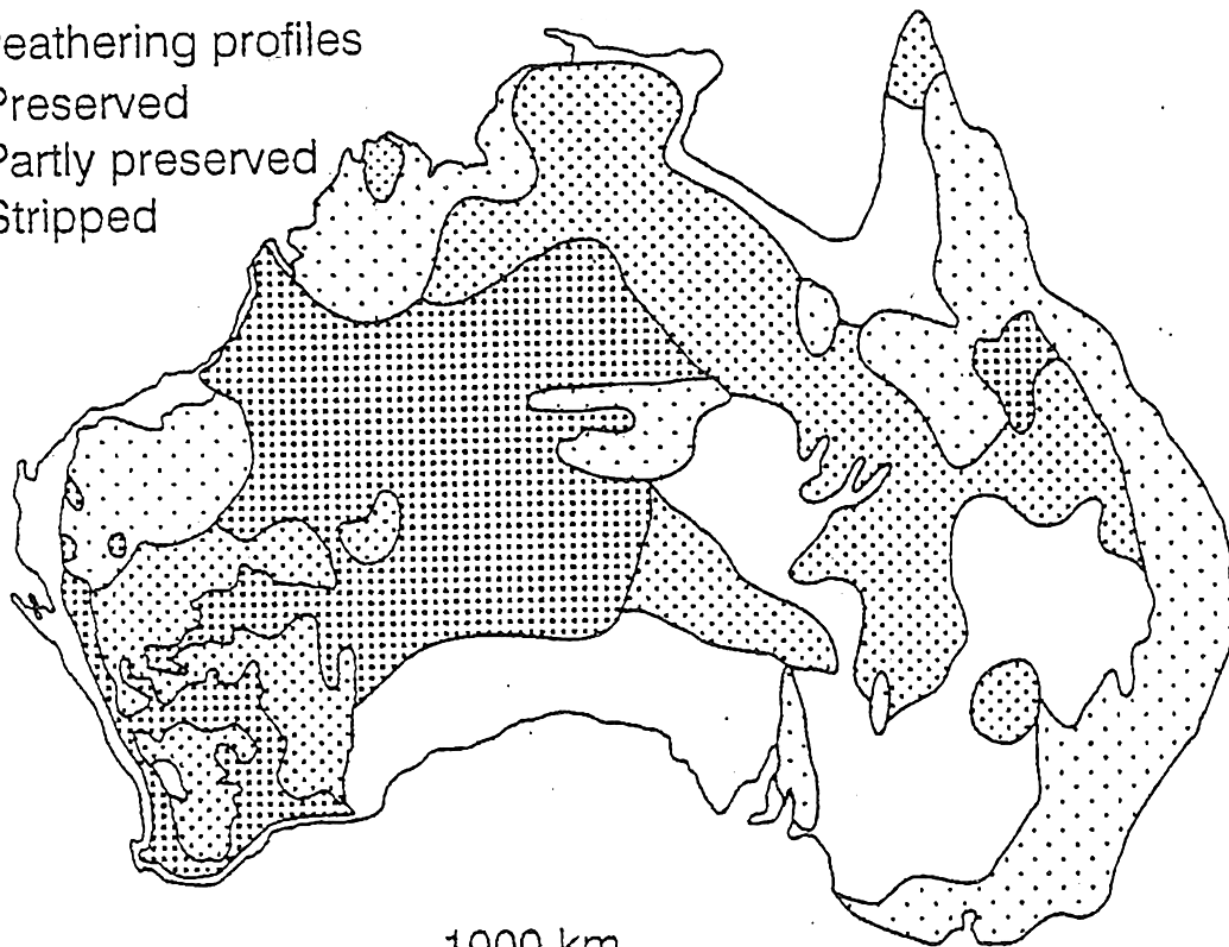 eathering profiles
Preserved
Partly preserved
Stripped
1000 km